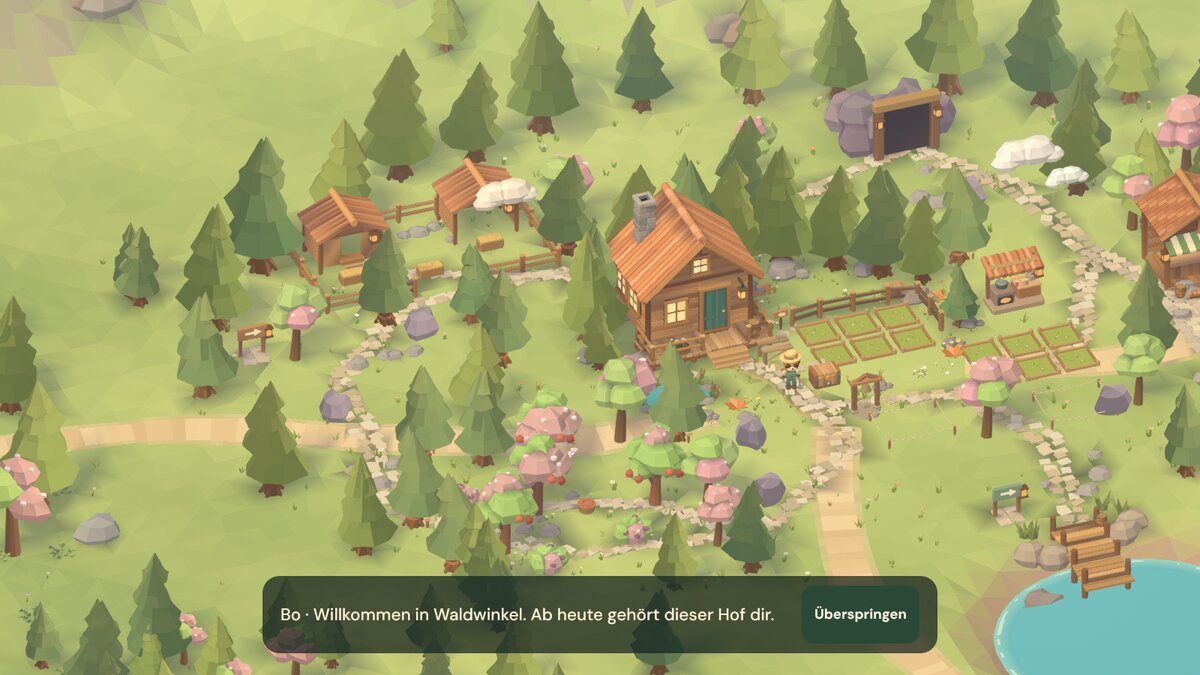 Bo · Willkommen in Waldwinkel. Ab heute gehört dieser Hof dir.
Überspringen